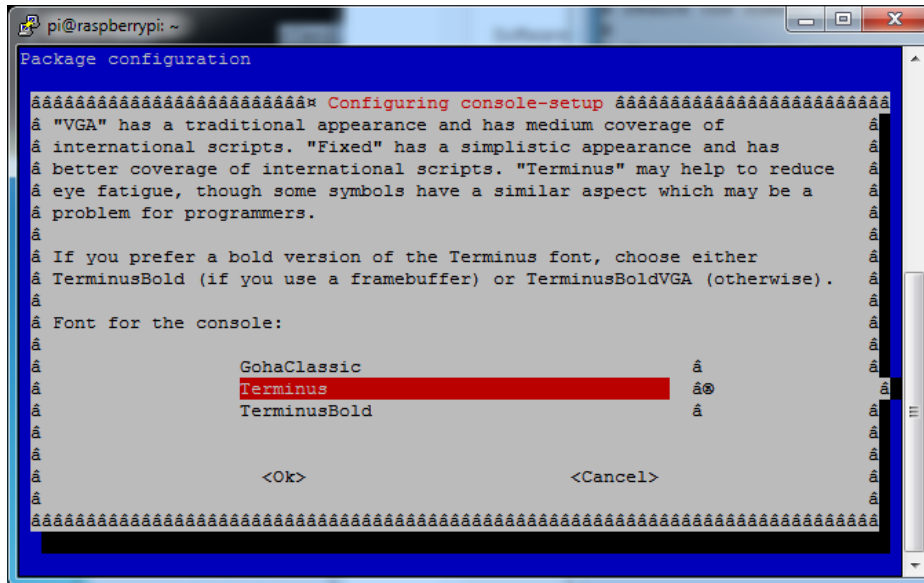 pi@raspberrypi: ~
Package configuration
âââââââââââââââââââââââââ¤ Configuring console-setup âââââââââââââââââââââââââ
â "VGA" has a traditional appearance and has medium coverage of â
â international scripts. "Fixed" has a simplistic appearance and has â
â better coverage of international scripts. "Terminus" may help to reduce â
â eye fatigue, though some symbols have a similar aspect which may be a â
â problem for programmers. â
â â
â If you prefer a bold version of the Terminus font, choose either â
â TerminusBold (if you use a framebuffer) or TerminusBoldVGA (otherwise). â
â â
â Font for the console: â
â â
â GohaClassic â â
â Terminus â® â
â TerminusBold â â
â â
â â
â <Ok> <Cancel> â
â â
âââââââââââââââââââââââââââââââââââââââââââââââââââââââââââââââââââââââââââââ